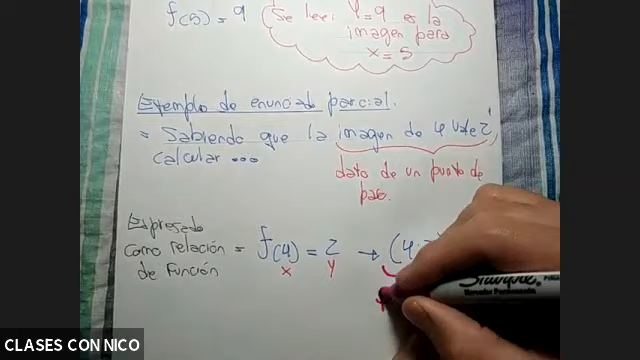 f(5) = 9
Se lee: Y=9 es la
imagen para
x = 5
Ejemplo de enunciado parcial.
= Sabiendo que la imagen de 4 vale 2,
calcular ...
dato de un punto de
paso.
Expresado
como relación = f(4) = 2 → (4;
de Función
x y
Sharpie
CLASES CON NICO